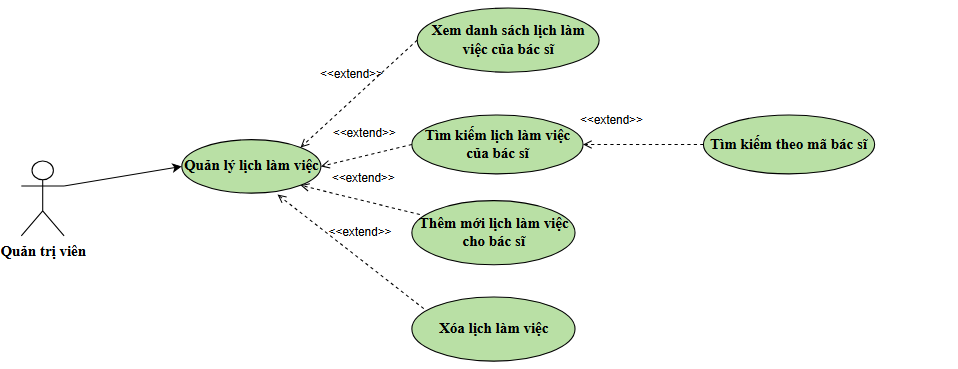 Xem danh sách lịch làm
việc của bác sĩ
<<extend>>
<<extend>>
Tìm kiếm lịch làm việc
của bác sĩ
<<extend>>
Tìm kiếm theo mã bác sĩ
Quản lý lịch làm việc
<<extend>>
Thêm mới lịch làm việc
cho bác sĩ
<<extend>>
Quản trị viên
Xóa lịch làm việc